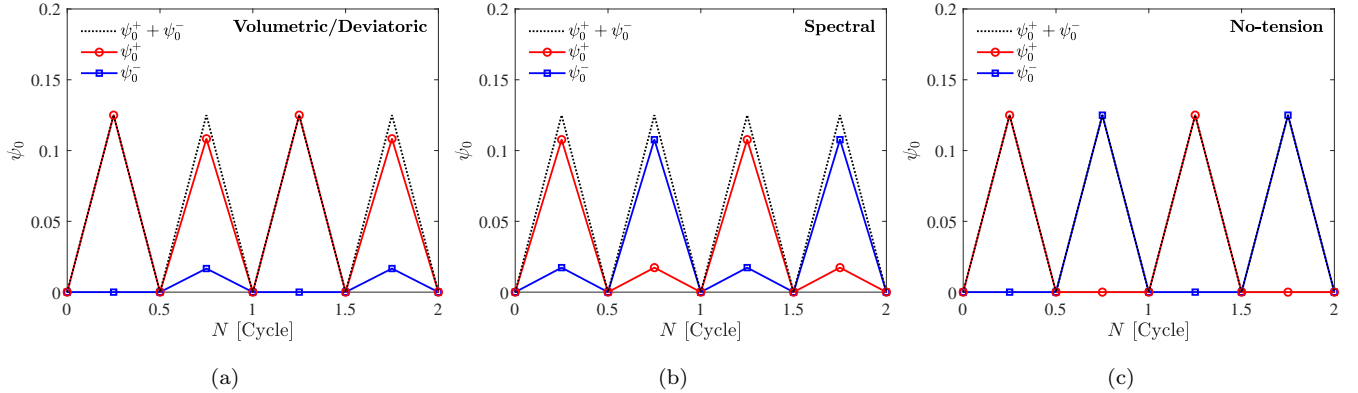 Volumetric/Deviatoric
ψ₀⁺ + ψ₀⁻
ψ₀⁺
ψ₀⁻
0.2
0.15
0.1
0.05
0
ψ₀
0 0.5 1 1.5 2
N [Cycle]
(a)
Spectral
ψ₀⁺ + ψ₀⁻
ψ₀⁺
ψ₀⁻
0.2
0.15
0.1
0.05
0
ψ₀
0 0.5 1 1.5 2
N [Cycle]
(b)
No-tension
ψ₀⁺ + ψ₀⁻
ψ₀⁺
ψ₀⁻
0.2
0.15
0.1
0.05
0
ψ₀
0 0.5 1 1.5 2
N [Cycle]
(c)